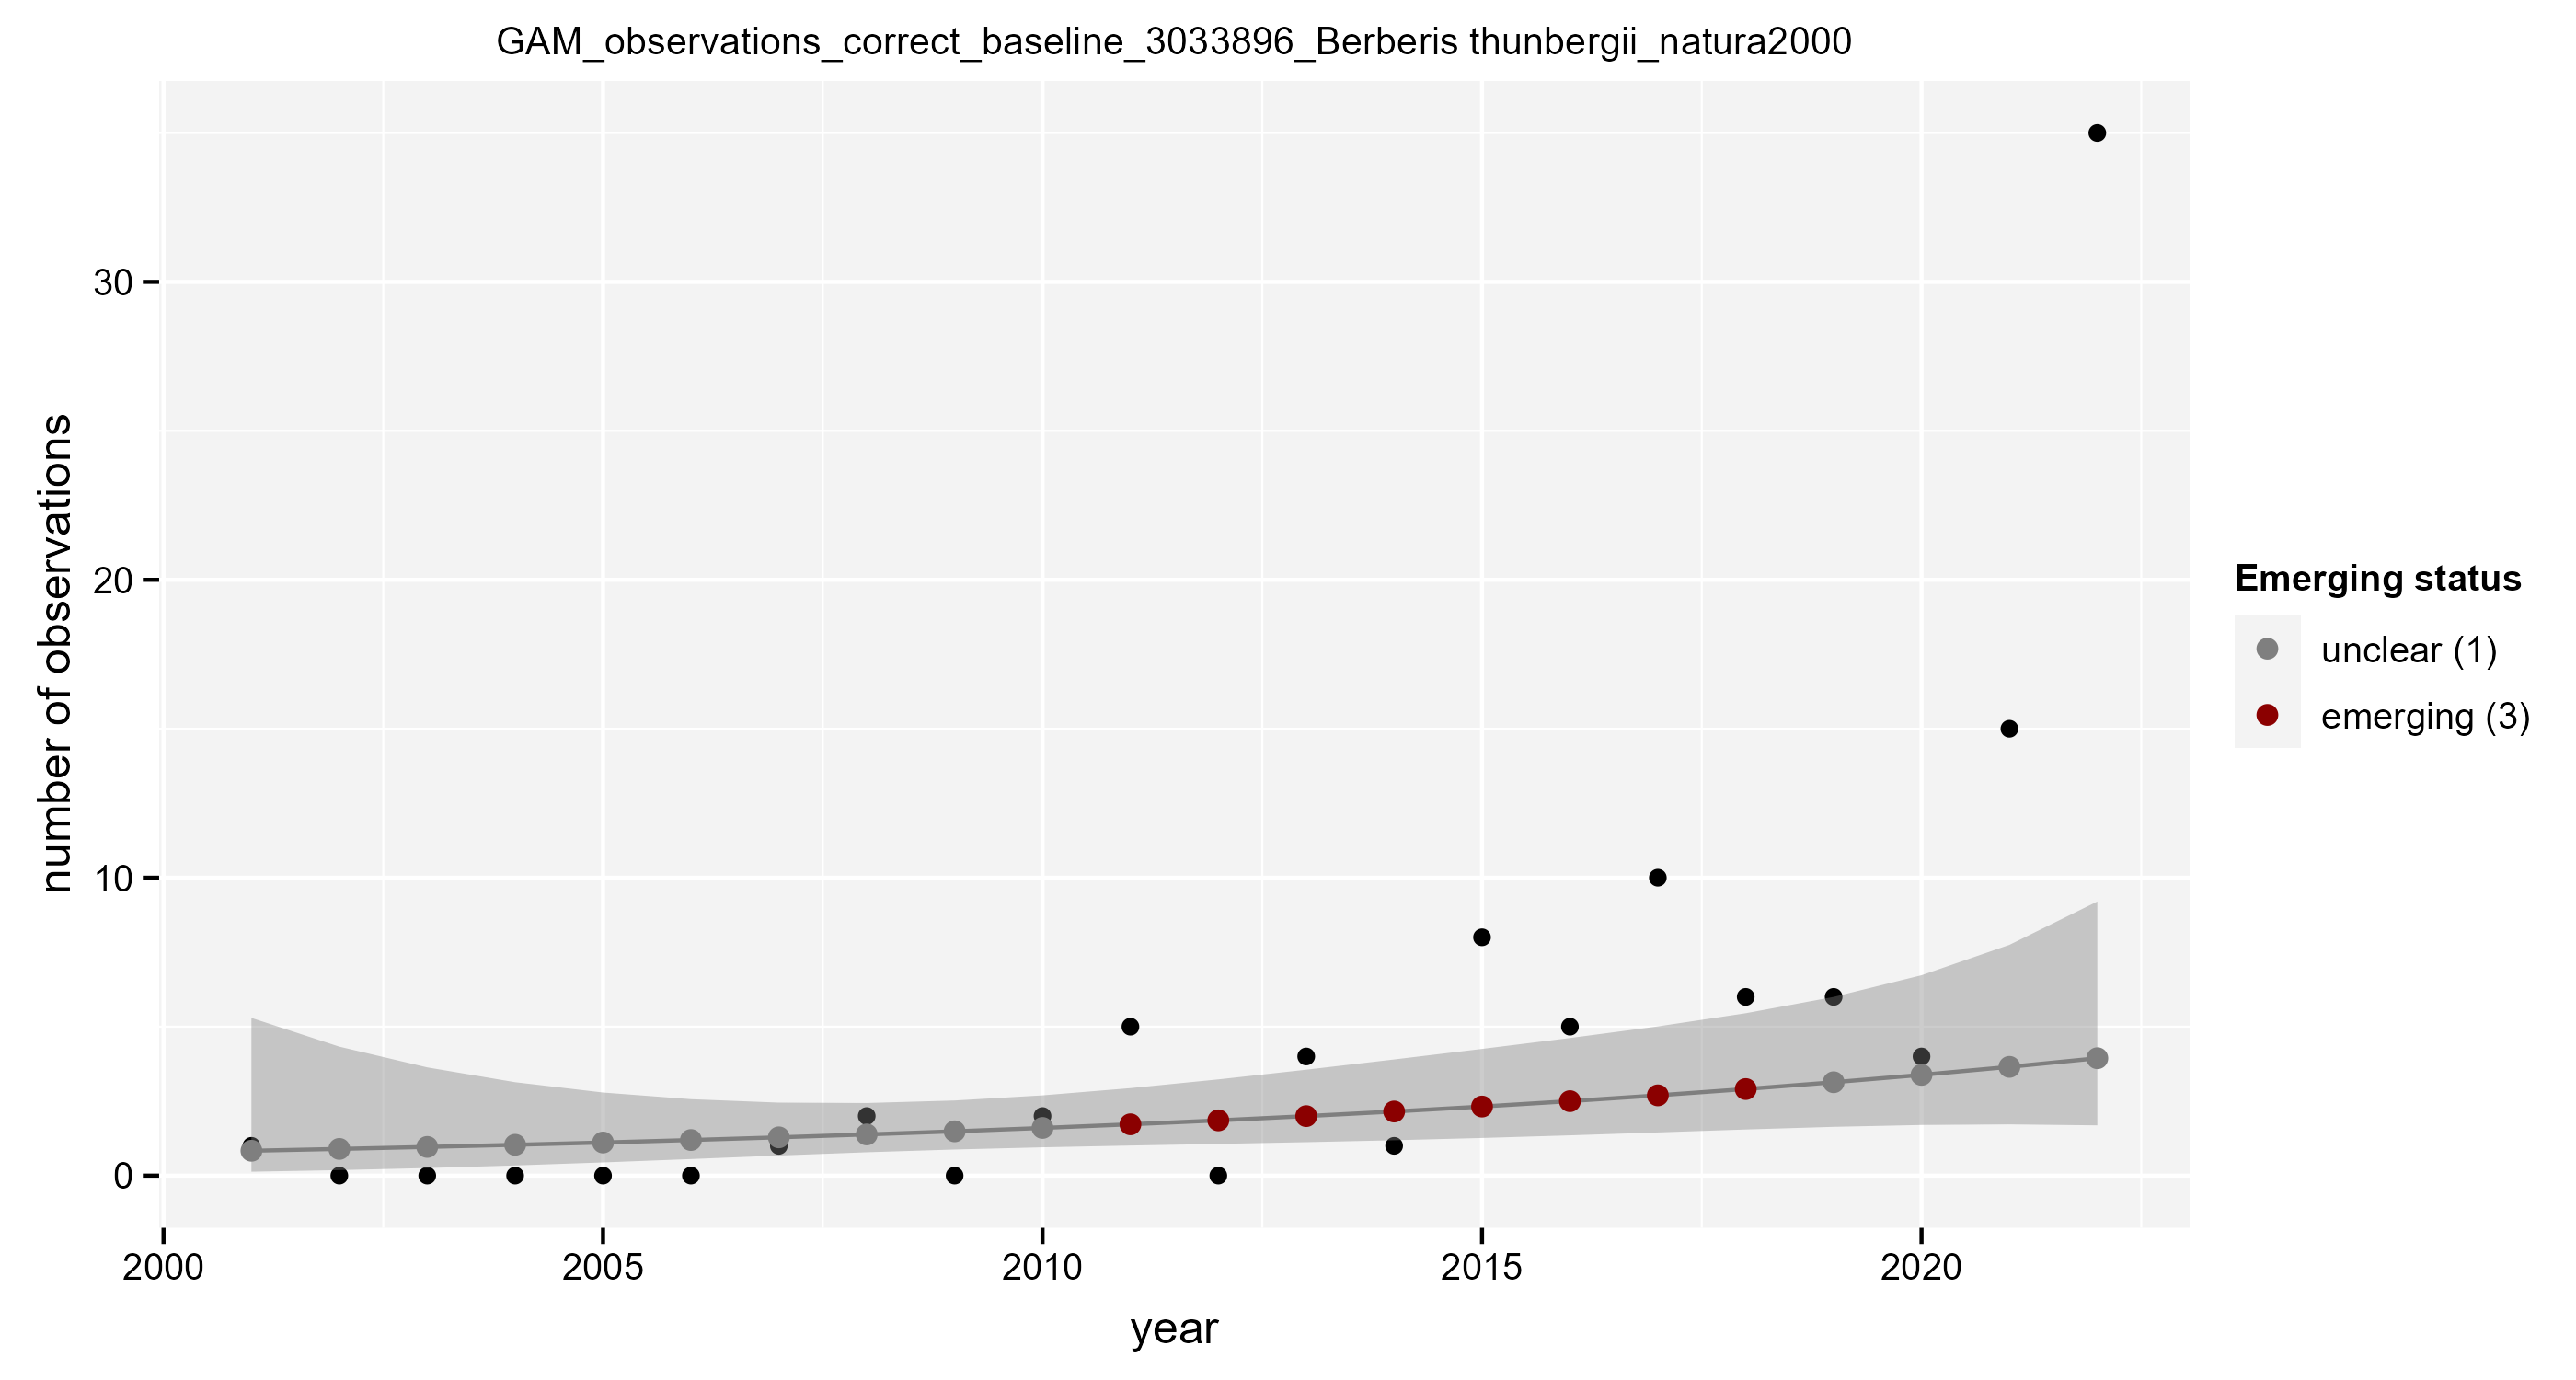 GAM_observations_correct_baseline_3033896_Berberis thunbergii_natura2000
number of observations
30
20
10
0
2000
2005
2010
2015
2020
year
Emerging status
unclear (1)
emerging (3)